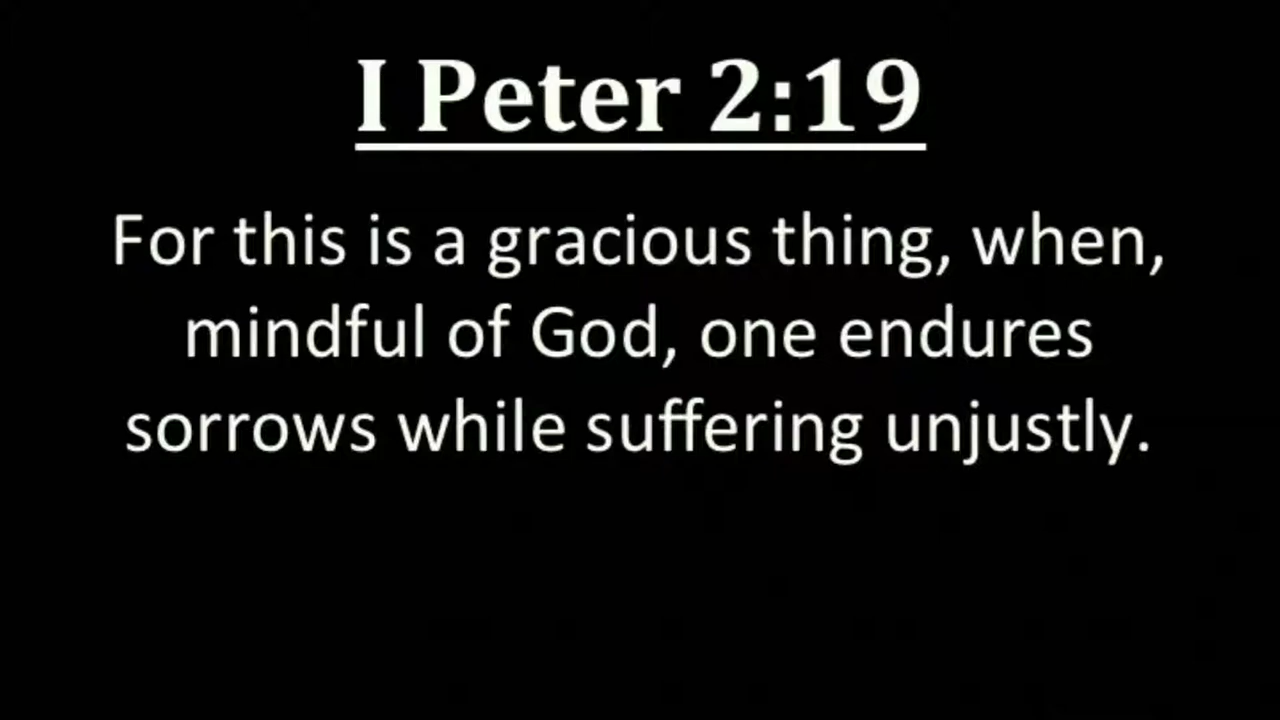 I Peter 2:19
For this is a gracious thing, when,
mindful of God, one endures
sorrows while suffering unjustly.